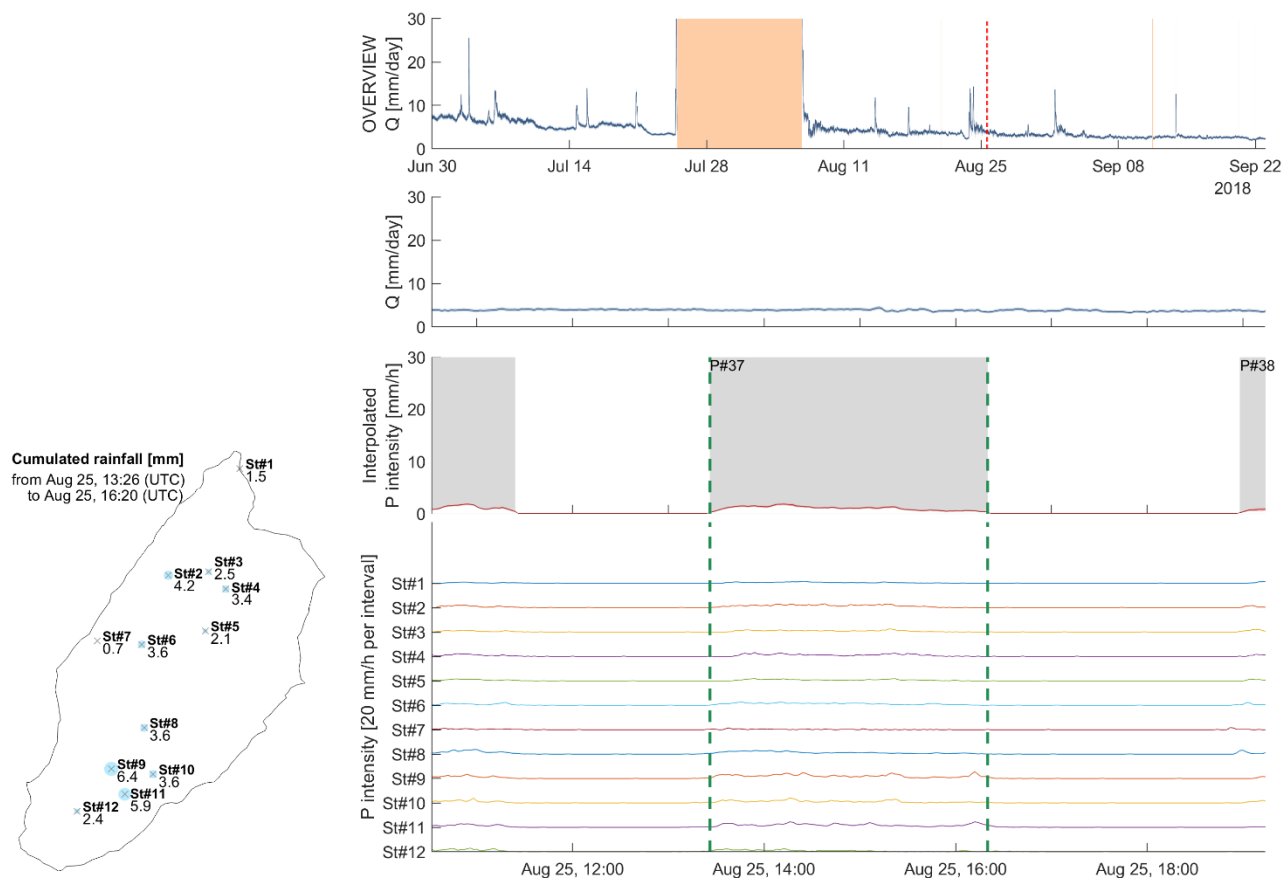 OVERVIEW
Q [mm/day]
30
20
10
0
Jun 30
Jul 14
Jul 28
Aug 11
Aug 25
Sep 08
Sep 22
2018
Q [mm/day]
30
20
10
0
Interpolated
P intensity [mm/h]
30
20
10
0
P#37
P#38
Cumulated rainfall [mm]
from Aug 25, 13:26 (UTC)
to Aug 25, 16:20 (UTC)
St#1
1.5
St#3
2.5
St#2
4.2
St#4
3.4
St#5
2.1
St#7
0.7
St#6
3.6
St#8
3.6
St#9
6.4
St#10
3.6
St#11
5.9
St#12
2.4
P intensity [20 mm/h per interval]
St#1
St#2
St#3
St#4
St#5
St#6
St#7
St#8
St#9
St#10
St#11
St#12
Aug 25, 12:00
Aug 25, 14:00
Aug 25, 16:00
Aug 25, 18:00